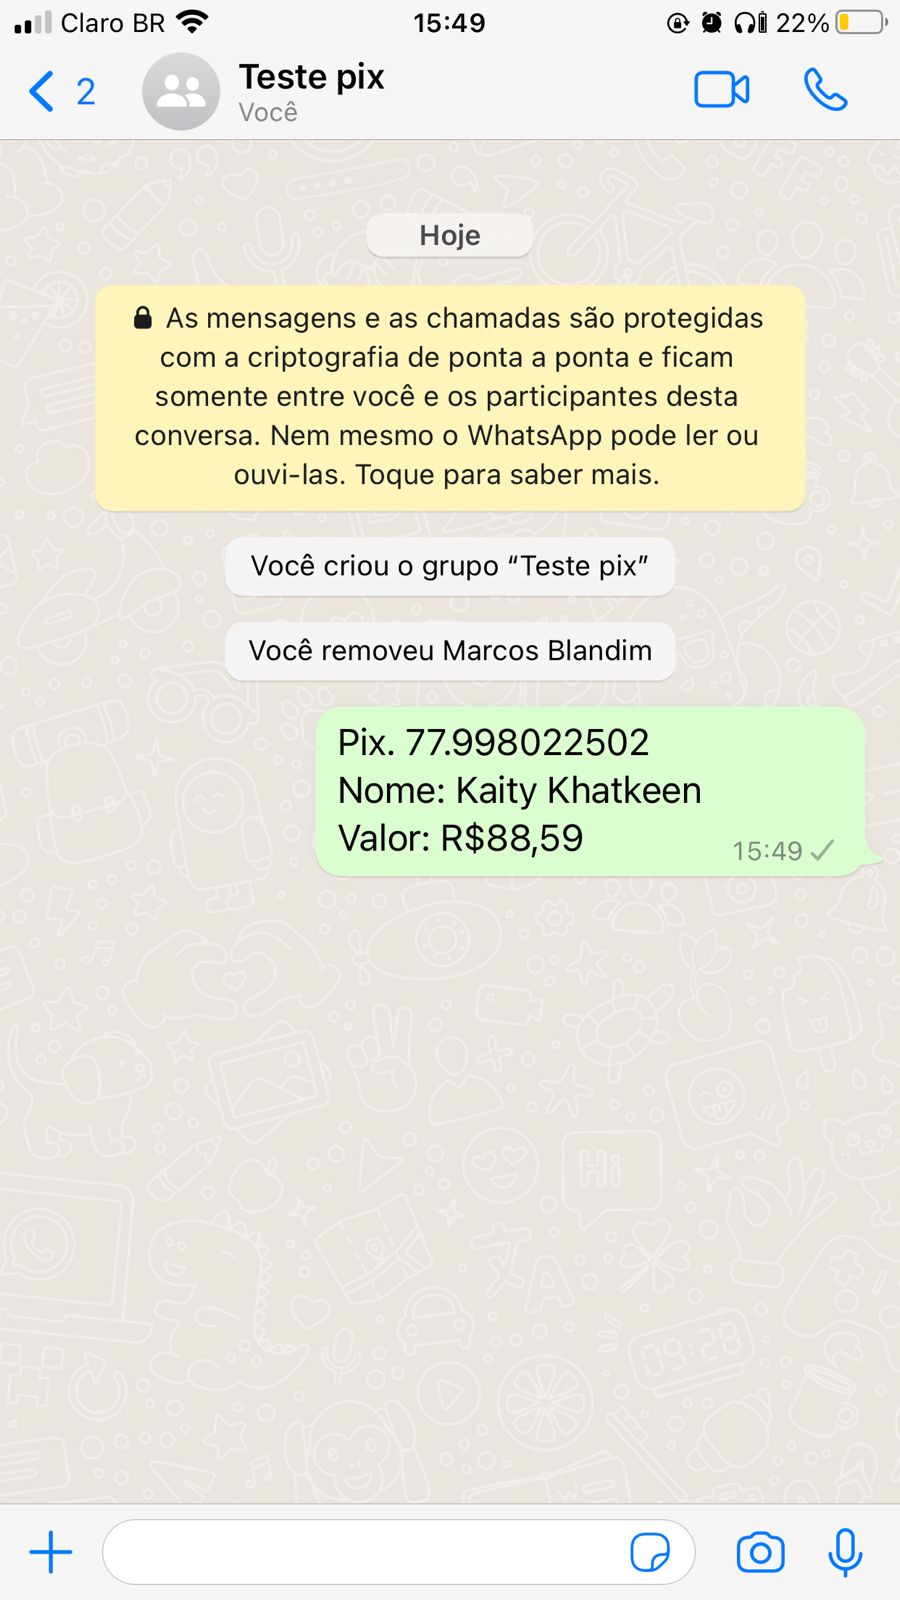 Claro BR 15:49 22%
2 Teste pix
Você
Hoje
As mensagens e as chamadas são protegidas
com a criptografia de ponta a ponta e ficam
somente entre você e os participantes desta
conversa. Nem mesmo o WhatsApp pode ler ou
ouvi-las. Toque para saber mais.
Você criou o grupo “Teste pix”
Você removeu Marcos Blandim
Pix. 77.998022502
Nome: Kaity Khatkeen
Valor: R$88,59
15:49
Hi
09:28